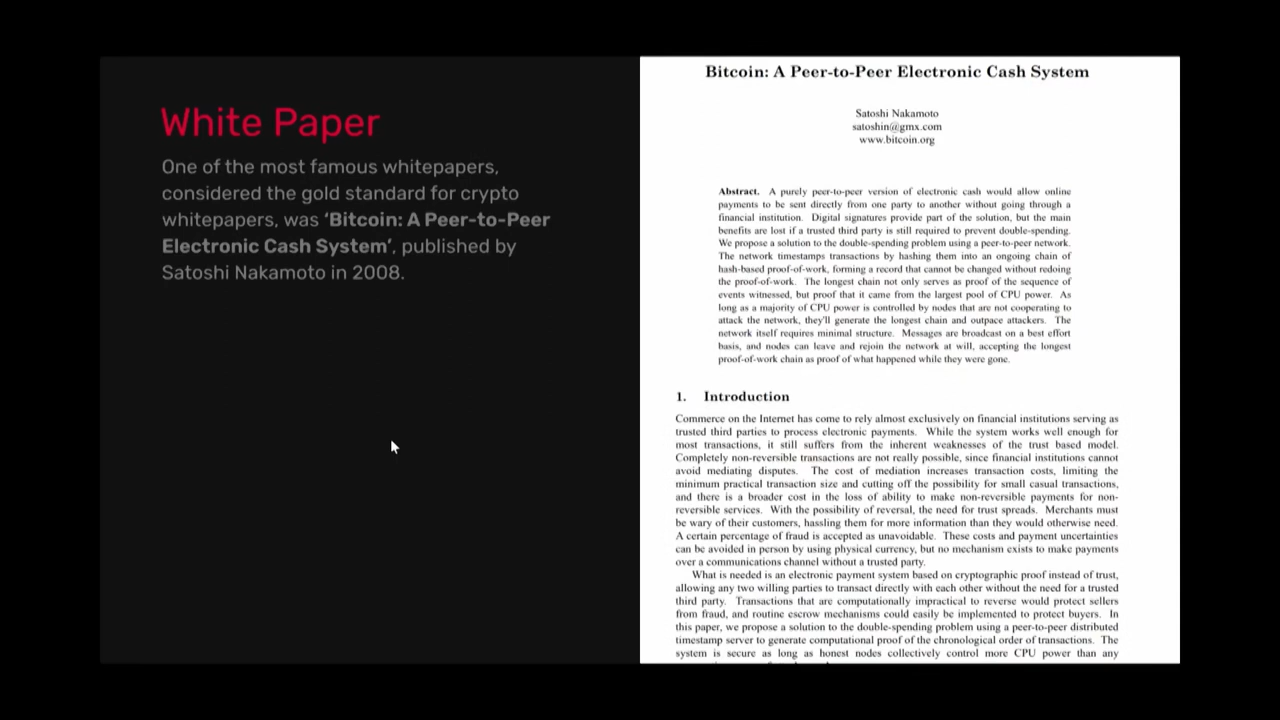 White Paper
One of the most famous whitepapers,
considered the gold standard for crypto
whitepapers, was ‘Bitcoin: A Peer-to-Peer
Electronic Cash System’, published by
Satoshi Nakamoto in 2008.
Bitcoin: A Peer-to-Peer Electronic Cash System
Satoshi Nakamoto
satoshin@gmx.com
www.bitcoin.org
Abstract. A purely peer-to-peer version of electronic cash would allow online
payments to be sent directly from one party to another without going through a
financial institution. Digital signatures provide part of the solution, but the main
benefits are lost if a trusted third party is still required to prevent double-spending.
We propose a solution to the double-spending problem using a peer-to-peer network.
The network timestamps transactions by hashing them into an ongoing chain of
hash-based proof-of-work, forming a record that cannot be changed without redoing
the proof-of-work. The longest chain not only serves as proof of the sequence of
events witnessed, but proof that it came from the largest pool of CPU power. As
long as a majority of CPU power is controlled by nodes that are not cooperating to
attack the network, they'll generate the longest chain and outpace attackers. The
network itself requires minimal structure. Messages are broadcast on a best effort
basis, and nodes can leave and rejoin the network at will, accepting the longest
proof-of-work chain as proof of what happened while they were gone.
1. Introduction
Commerce on the Internet has come to rely almost exclusively on financial institutions serving as
trusted third parties to process electronic payments. While the system works well enough for
most transactions, it still suffers from the inherent weaknesses of the trust based model.
Completely non-reversible transactions are not really possible, since financial institutions cannot
avoid mediating disputes. The cost of mediation increases transaction costs, limiting the
minimum practical transaction size and cutting off the possibility for small casual transactions,
and there is a broader cost in the loss of ability to make non-reversible payments for non-
reversible services. With the possibility of reversal, the need for trust spreads. Merchants must
be wary of their customers, hassling them for more information than they would otherwise need.
A certain percentage of fraud is accepted as unavoidable. These costs and payment uncertainties
can be avoided in person by using physical currency, but no mechanism exists to make payments
over a communications channel without a trusted party.
What is needed is an electronic payment system based on cryptographic proof instead of trust,
allowing any two willing parties to transact directly with each other without the need for a trusted
third party. Transactions that are computationally impractical to reverse would protect sellers
from fraud, and routine escrow mechanisms could easily be implemented to protect buyers. In
this paper, we propose a solution to the double-spending problem using a peer-to-peer distributed
timestamp server to generate computational proof of the chronological order of transactions. The
system is secure as long as honest nodes collectively control more CPU power than any